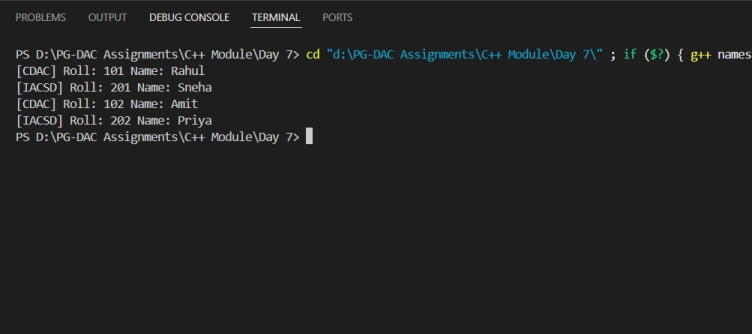 PROBLEMS OUTPUT DEBUG CONSOLE TERMINAL PORTS
PS D:\PG-DAC Assignments\C++ Module\Day 7> cd "d:\PG-DAC Assignments\C++ Module\Day 7\" ; if ($?) { g++ names
[CDAC] Roll: 101 Name: Rahul
[IACSD] Roll: 201 Name: Sneha
[CDAC] Roll: 102 Name: Amit
[IACSD] Roll: 202 Name: Priya
PS D:\PG-DAC Assignments\C++ Module\Day 7>